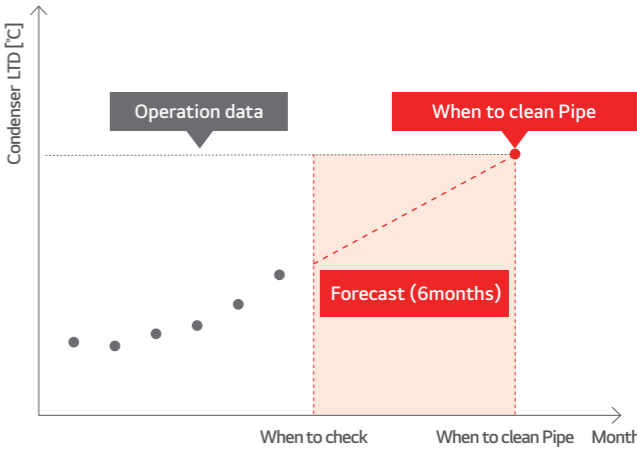 Condenser LTD [℃]
Operation data
When to clean Pipe
Forecast (6months)
When to check
When to clean Pipe
Month